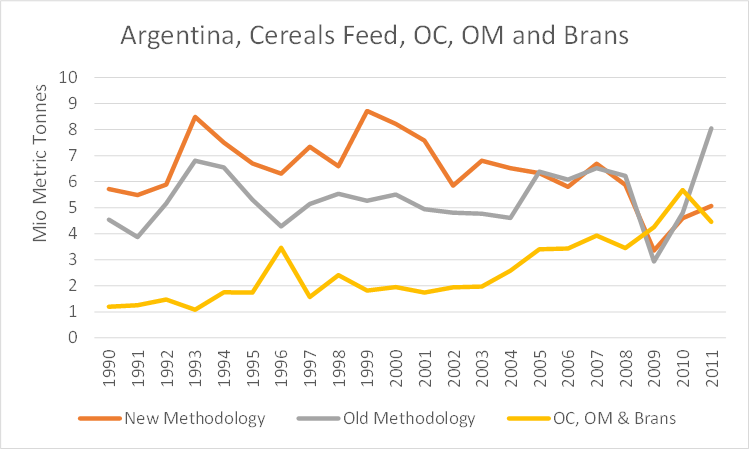 Argentina, Cereals Feed, OC, OM and Brans
Mio Metric Tonnes
10
9
8
7
6
5
4
3
2
1
0
1990 1991 1992 1993 1994 1995 1996 1997 1998 1999 2000 2001 2002 2003 2004 2005 2006 2007 2008 2009 2010 2011
New Methodology Old Methodology OC, OM & Brans